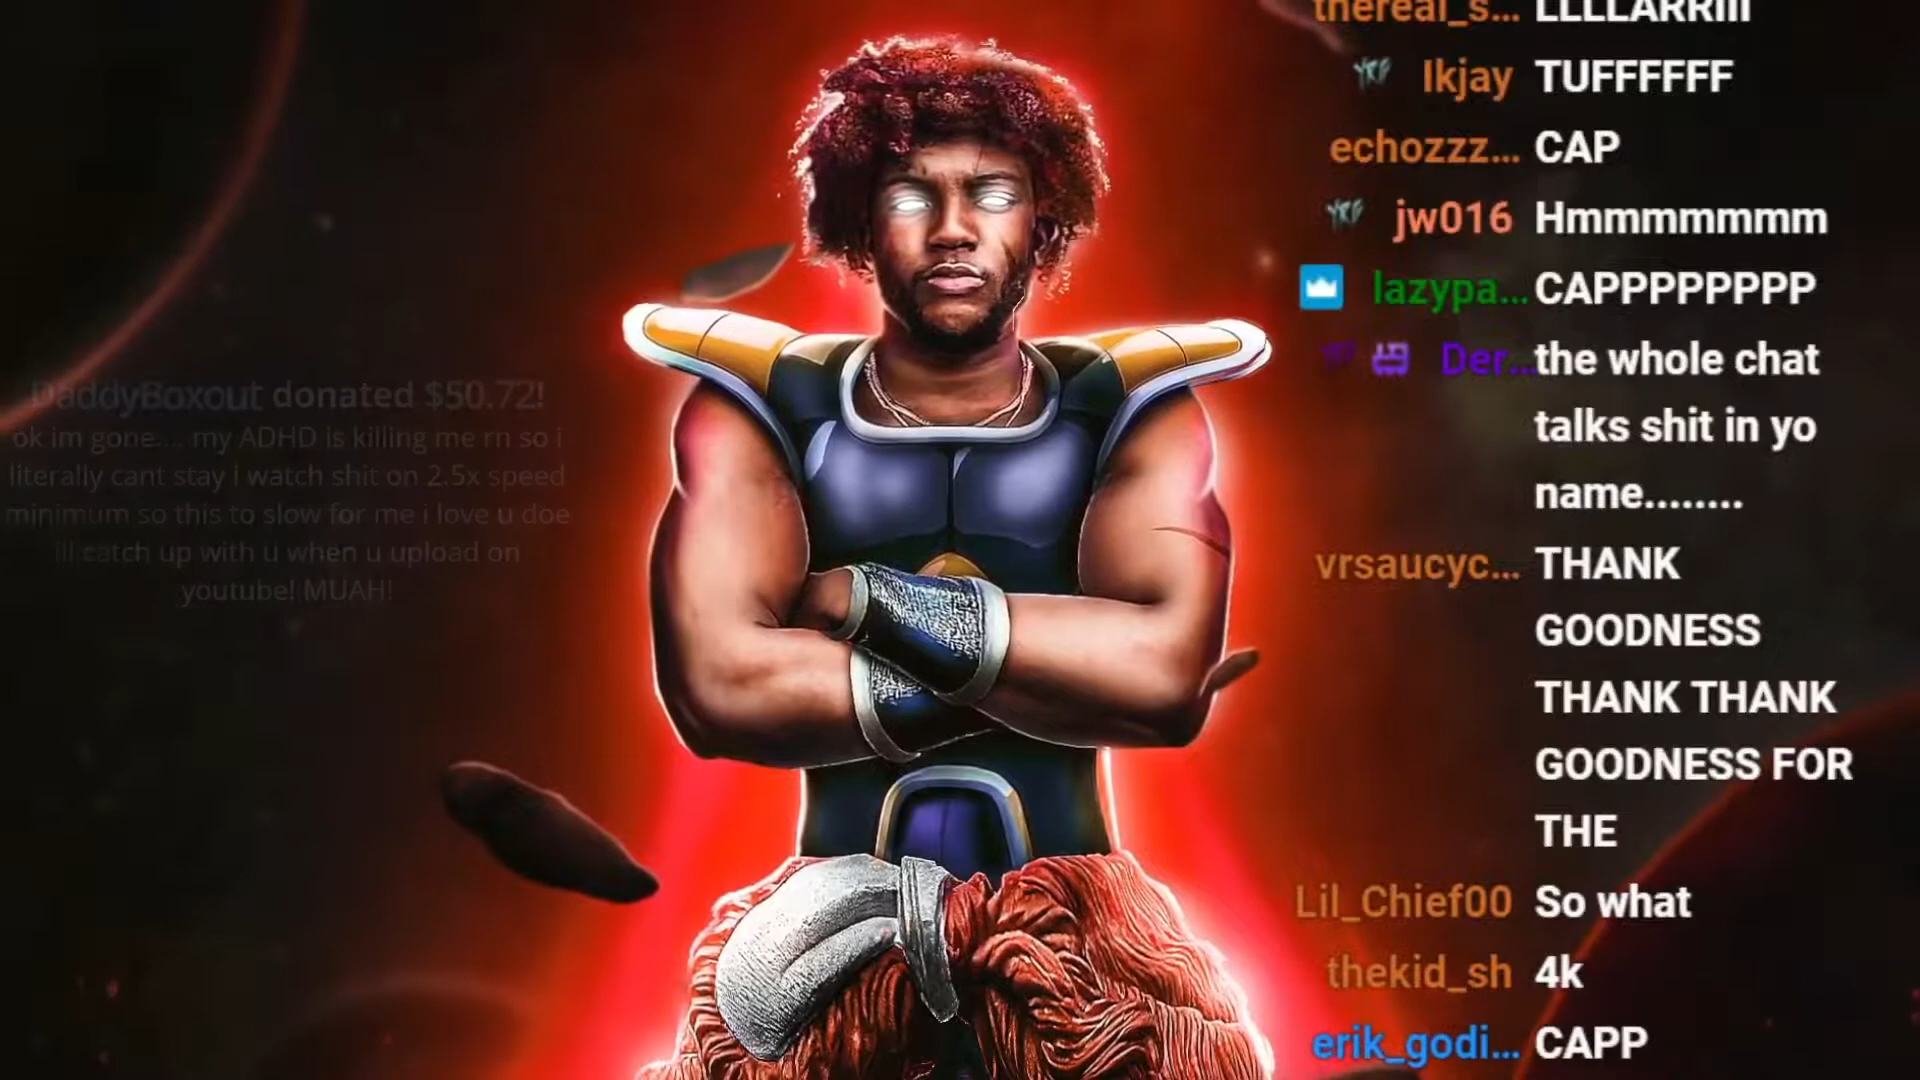 DaddyBoxout donated $50.72!
ok im gone.... my ADHD is killing me rn so i
literally cant stay i watch shit on 2.5x speed
minimum so this to slow for me i love u doe
ill catch up with u when u upload on
youtube! MUAH!
thereal_s... LLLLARRIII
Ikjay TUFFFFFF
echozzz... CAP
jw016 Hmmmmmmm
lazypa... CAPPPPPPPP
Der... the whole chat
talks shit in yo
name........
vrsaucyc... THANK
GOODNESS
THANK THANK
GOODNESS FOR
THE
Lil_Chief00 So what
thekid_sh 4k
erik_godi... CAPP